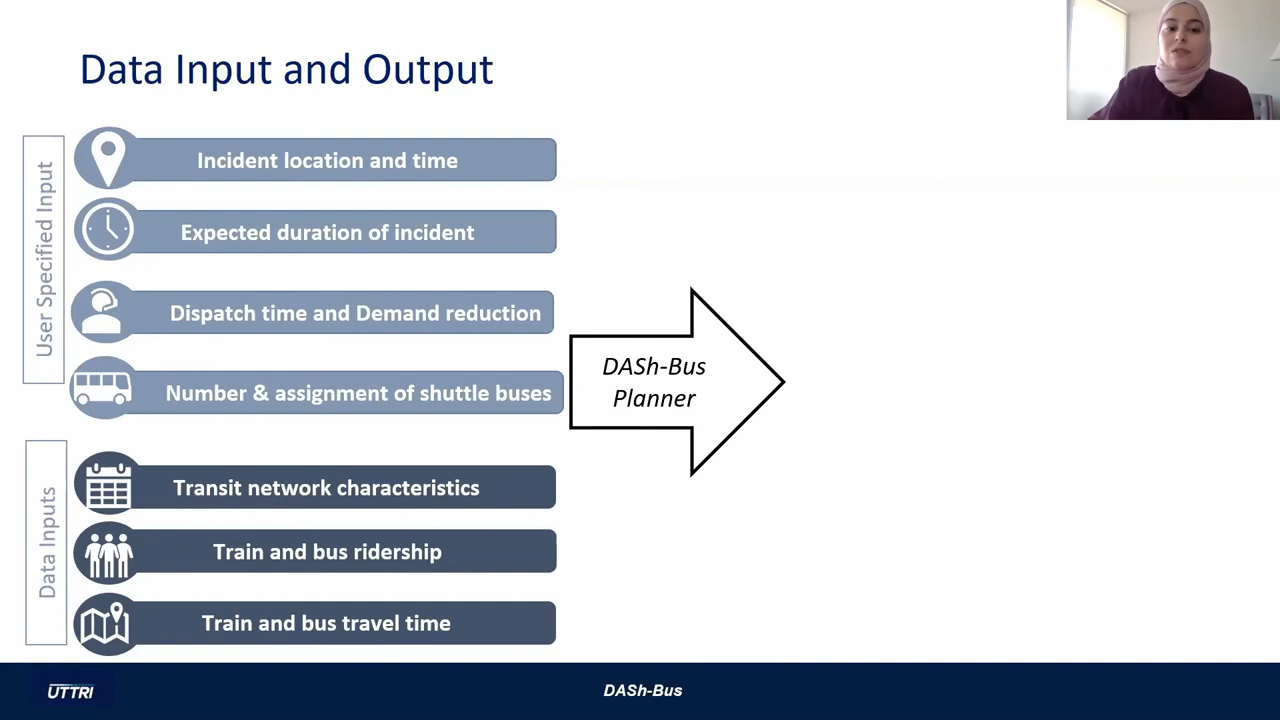 Data Input and Output
User Specified Input
Incident location and time
Expected duration of incident
Dispatch time and Demand reduction
Number & assignment of shuttle buses
DASh-Bus
Planner
Data Inputs
Transit network characteristics
Train and bus ridership
Train and bus travel time
UTTRI
DASh-Bus